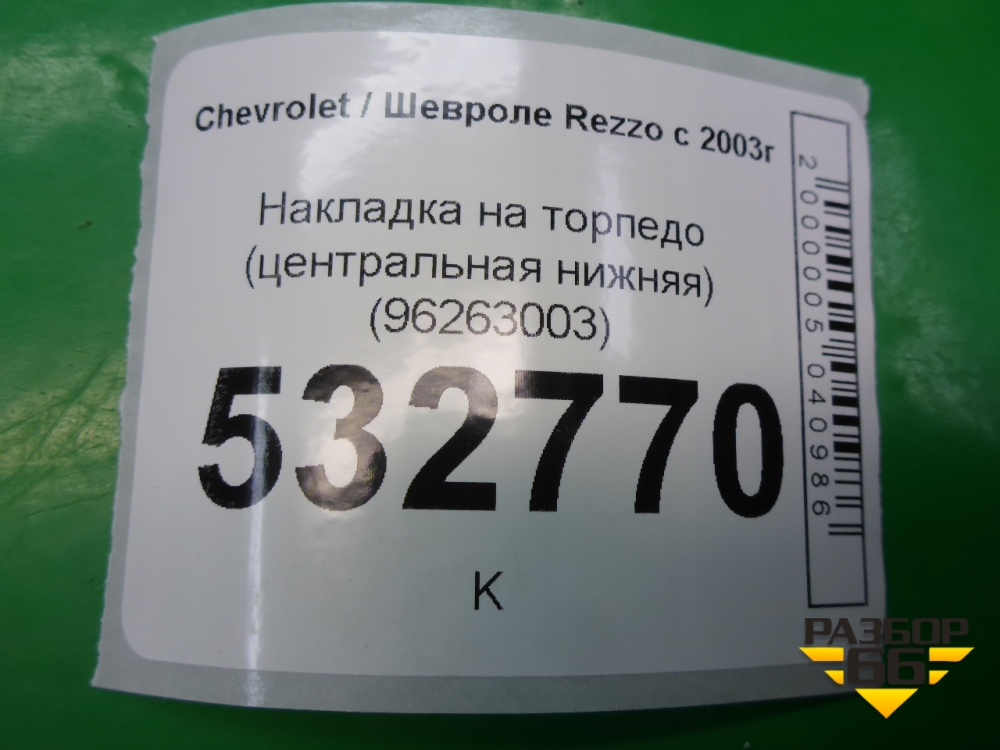 Chevrolet / Шевроле Rezzo с 2003г
Накладка на торпедо
(центральная нижняя)
(96263003)
532770
К
2000005040986
РАЗБОР
66